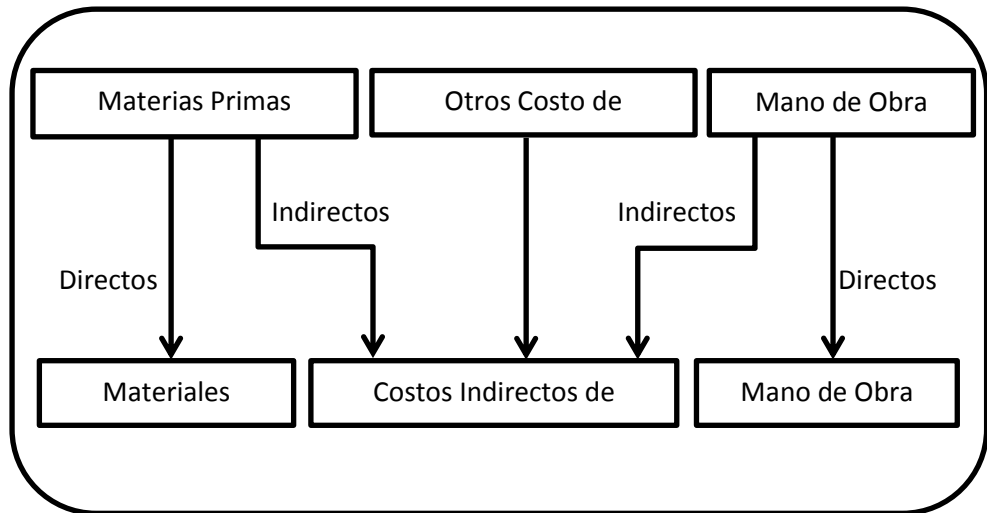 Materias Primas
Otros Costo de
Mano de Obra
Indirectos
Indirectos
Directos
Directos
Materiales
Costos Indirectos de
Mano de Obra